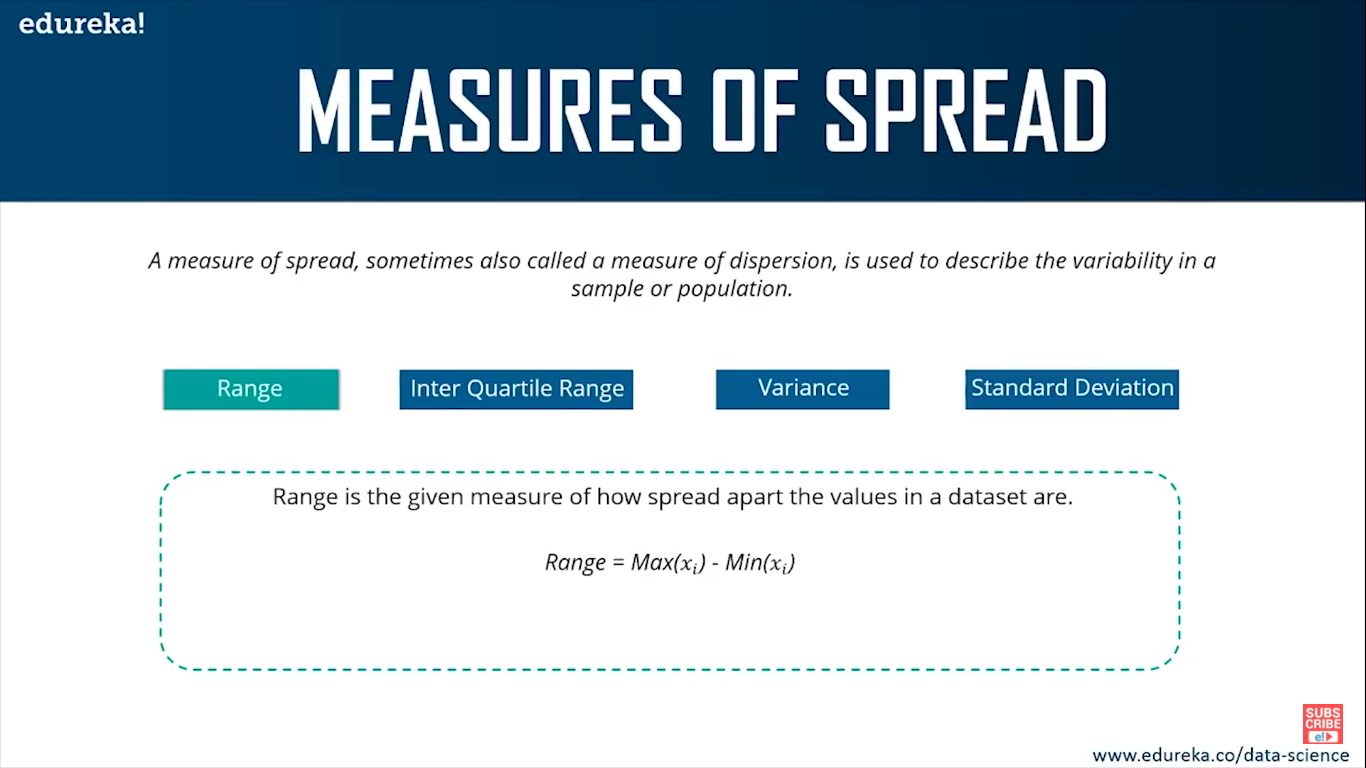 edureka!
MEASURES OF SPREAD
A measure of spread, sometimes also called a measure of dispersion, is used to describe the variability in a
sample or population.
Range
Inter Quartile Range
Variance
Standard Deviation
Range is the given measure of how spread apart the values in a dataset are.
Range = Max(𝑥ᵢ) - Min(𝑥ᵢ)
SUBS
CRIBE
e!
www.edureka.co/data-science